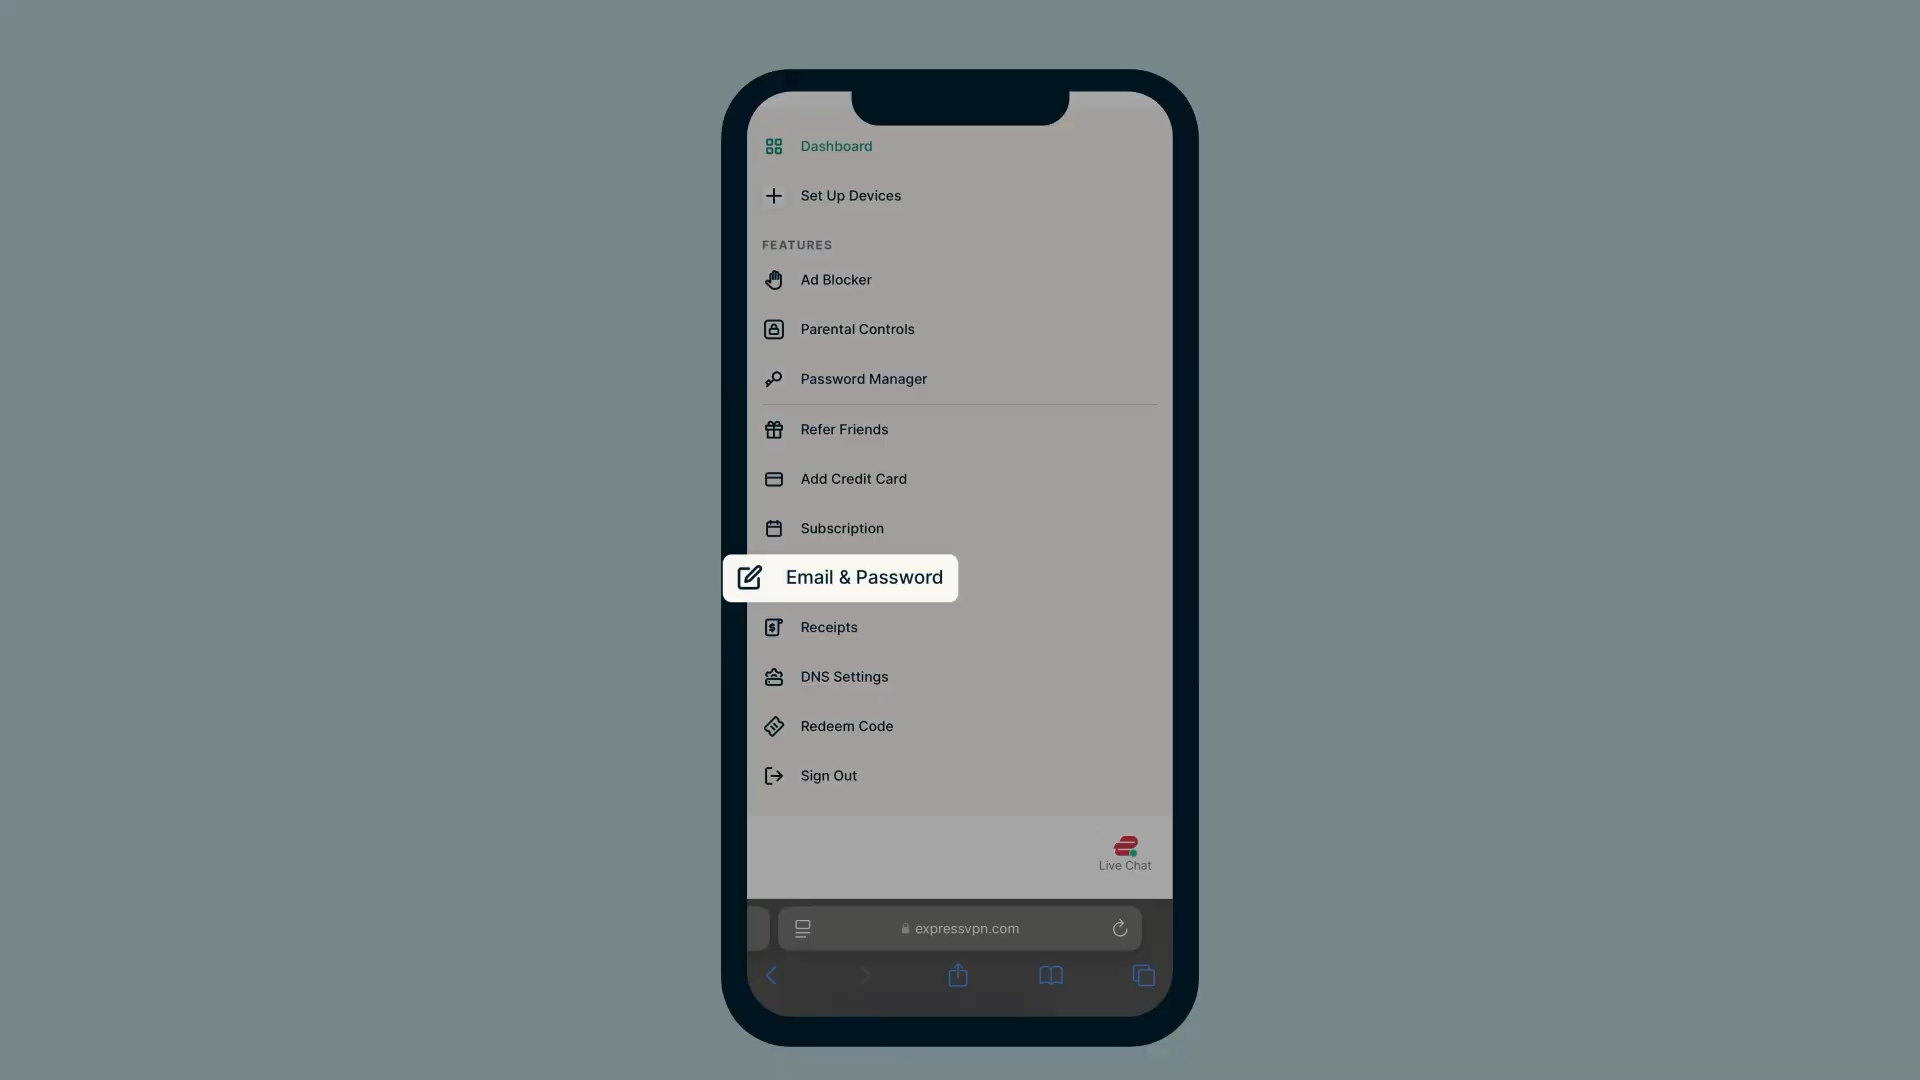 Dashboard
Set Up Devices
FEATURES
Ad Blocker
Parental Controls
Password Manager
Refer Friends
Add Credit Card
Subscription
Email & Password
Receipts
DNS Settings
Redeem Code
Sign Out
Live Chat
expressvpn.com